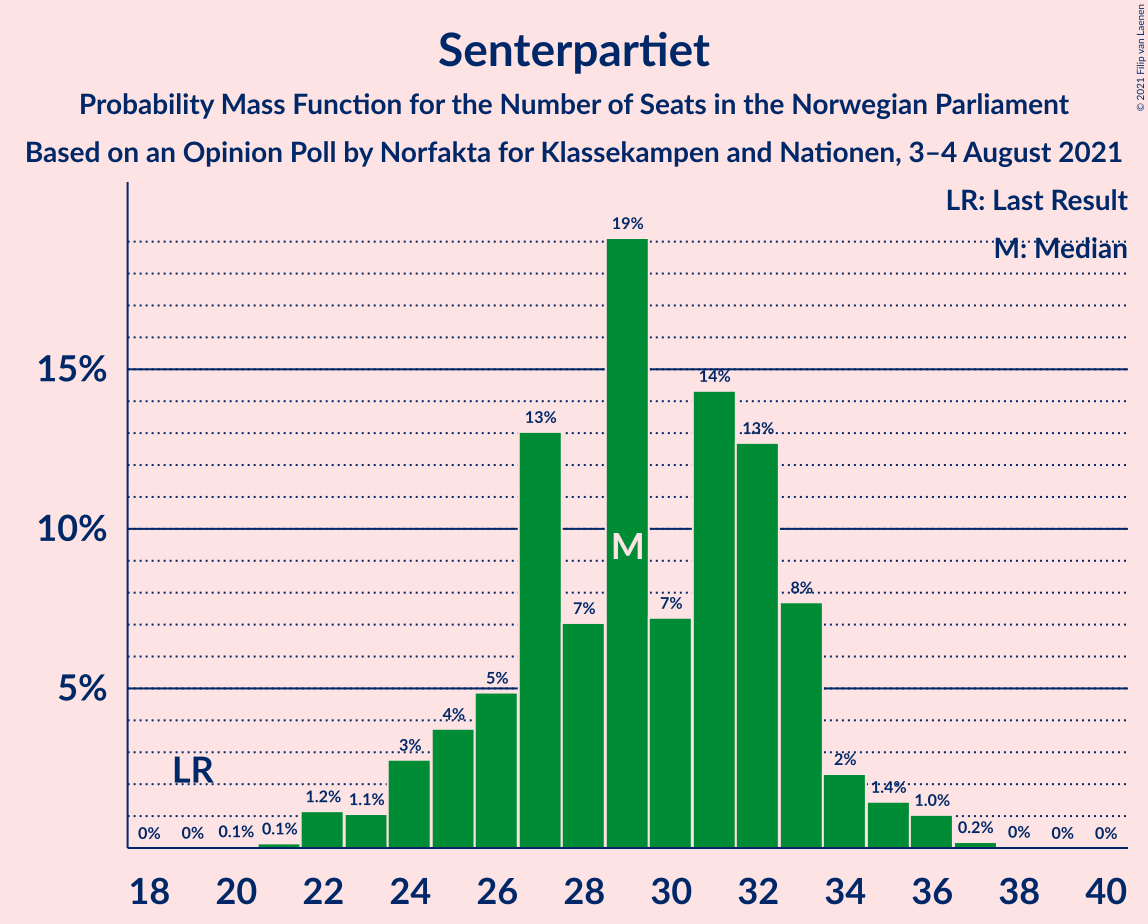 © 2021 Filip van Laenen
Senterpartiet
Probability Mass Function for the Number of Seats in the Norwegian Parliament
Based on an Opinion Poll by Norfakta for Klassekampen and Nationen, 3–4 August 2021
LR: Last Result
M: Median
15%
10%
5%
LR
M
0%
0%
0.1%
0.1%
1.2%
1.1%
3%
4%
5%
13%
7%
19%
7%
14%
13%
8%
2%
1.4%
1.0%
0.2%
0%
0%
0%
18 20 22 24 26 28 30 32 34 36 38 40